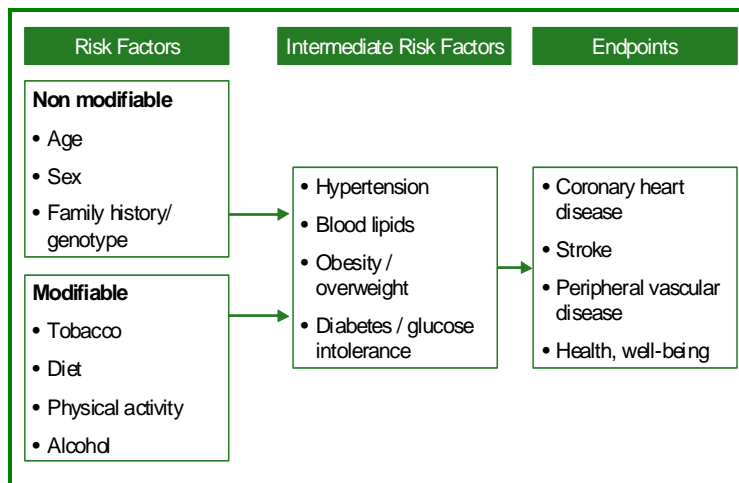 Risk Factors
Non modifiable
• Age
• Sex
• Family history/
genotype
Modifiable
• Tobacco
• Diet
• Physical activity
• Alcohol
Intermediate Risk Factors
• Hypertension
• Blood lipids
• Obesity /
overweight
• Diabetes / glucose
intolerance
Endpoints
• Coronary heart
disease
• Stroke
• Peripheral vascular
disease
• Health, well-being